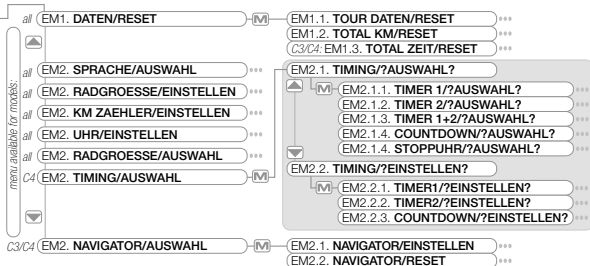 all EM1. DATEN/RESET M EM1.1. TOUR DATEN/RESET
EM1.2. TOTAL KM/RESET
C3/C4: EM1.3. TOTAL ZEIT/RESET
menu available for models:
all EM2. SPRACHE/AUSWAHL EM2.1. TIMING/?AUSWAHL?
all EM2. RADGROESSE/EINSTELLEN M EM2.1.1. TIMER 1/?AUSWAHL?
EM2.1.2. TIMER 2/?AUSWAHL?
all EM2. KM ZAEHLER/EINSTELLEN EM2.1.3. TIMER 1+2/?AUSWAHL?
all EM2. UHR/EINSTELLEN EM2.1.4. COUNTDOWN/?AUSWAHL?
EM2.1.4. STOPPUHR/?AUSWAHL?
all EM2. RADGROESSE/AUSWAHL
EM2.2. TIMING/?EINSTELLEN?
C4 EM2. TIMING/AUSWAHL M M EM2.2.1. TIMER1/?EINSTELLEN?
EM2.2.2. TIMER2/?EINSTELLEN?
EM2.2.3. COUNTDOWN/?EINSTELLEN?
C3/C4 EM2. NAVIGATOR/AUSWAHL M EM2.1. NAVIGATOR/EINSTELLEN
EM2.2. NAVIGATOR/RESET